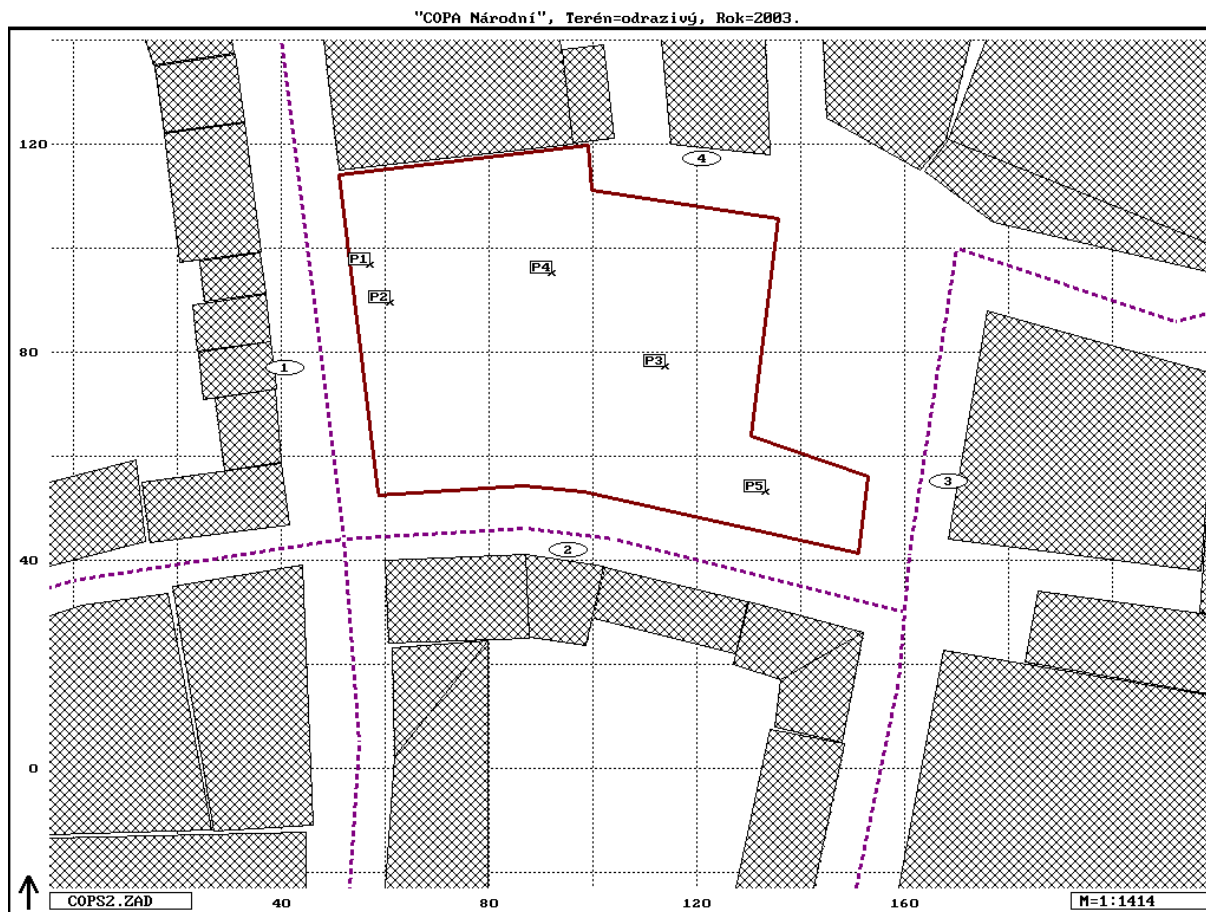 "COPA Národní", Terén=odrazivý, Rok=2003.
120
4
P1
P4
P2
80
P3
1
P5
3
40
2
0
COPS2.ZAD
40
80
120
160
M=1:1414